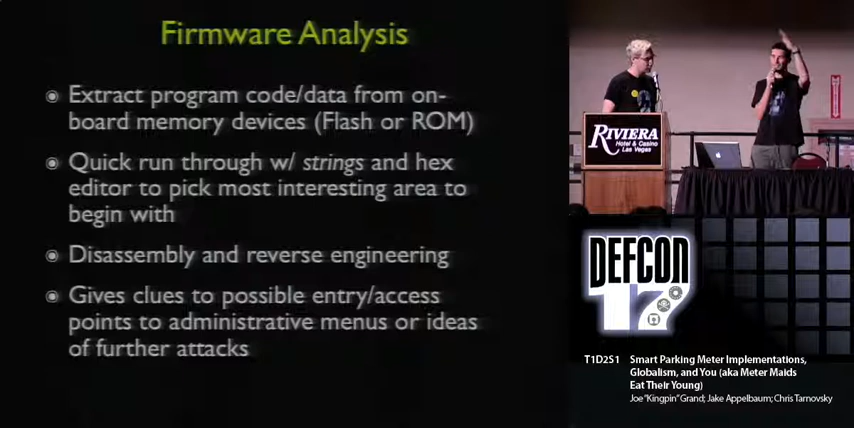 Firmware Analysis
Extract program code/data from on-
board memory devices (Flash or ROM)
Quick run through w/ strings and hex
editor to pick most interesting area to
begin with
Disassembly and reverse engineering
Gives clues to possible entry/access
points to administrative menus or ideas
of further attacks
RIVIERA
Hotel & Casino
Las Vegas
DEFCON
17
T1D2S1 Smart Parking Meter Implementations,
Globalism, and You (aka Meter Maids
Eat Their Young)
Joe "Kingpin" Grand; Jake Appelbaum; Chris Tarnovsky